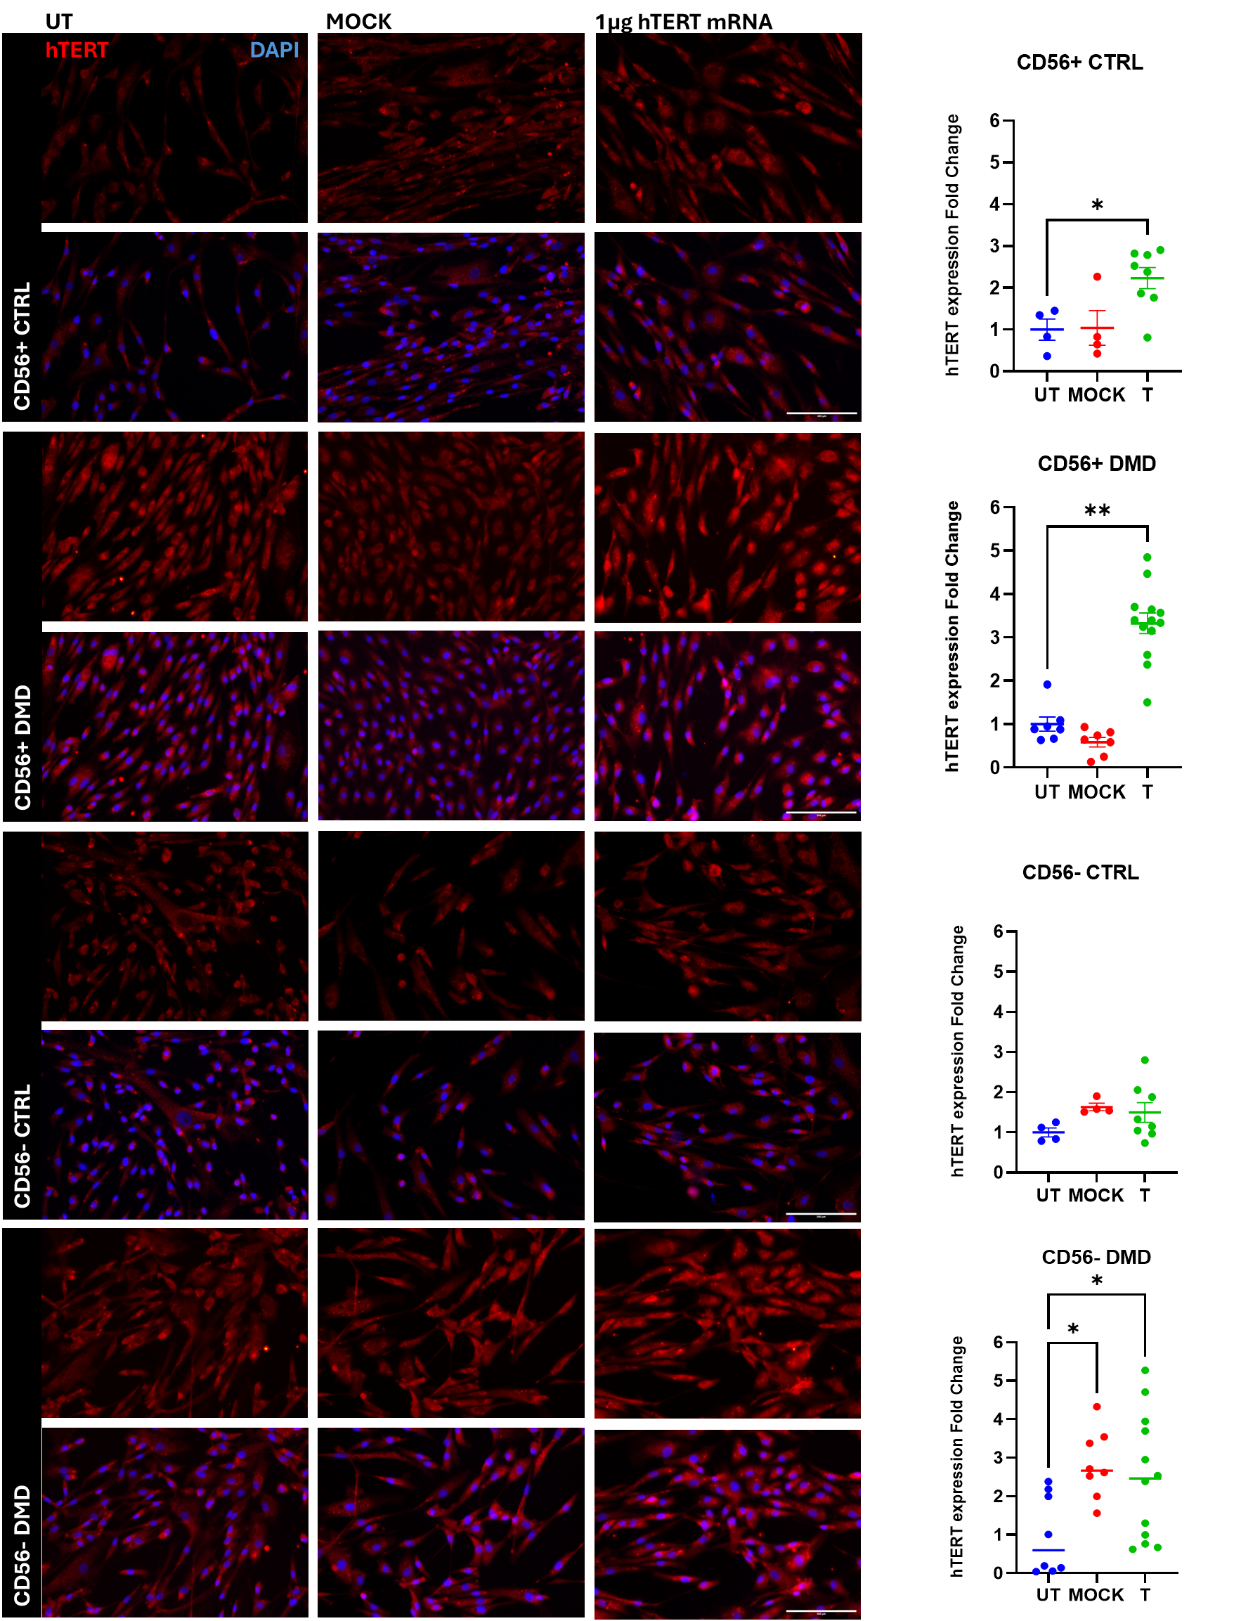 UT
MOCK
1µg hTERT mRNA
hTERT
DAPI
CD56+ CTRL
CD56+ DMD
CD56- CTRL
CD56- DMD
CD56+ CTRL
hTERT expression Fold Change
6
5
4
3
2
1
0
*
UT MOCK T
CD56+ DMD
hTERT expression Fold Change
6
5
4
3
2
1
0
**
UT MOCK T
CD56- CTRL
hTERT expression Fold Change
6
5
4
3
2
1
0
UT MOCK T
CD56- DMD
hTERT expression Fold Change
*
*
6
5
4
3
2
1
0
UT MOCK T